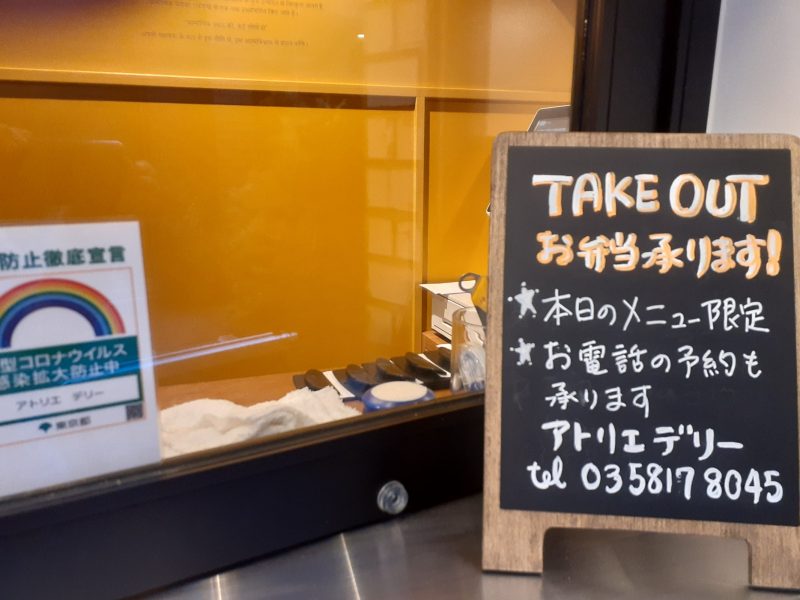 防止徹底宣言
型コロナウイルス
感染拡大防止中
アトリエ デリー
東京都
TAKE OUT
お弁当承ります!
本日のメニュー限定
お電話の予約も
承ります
アトリエデリー
tel 0358178045